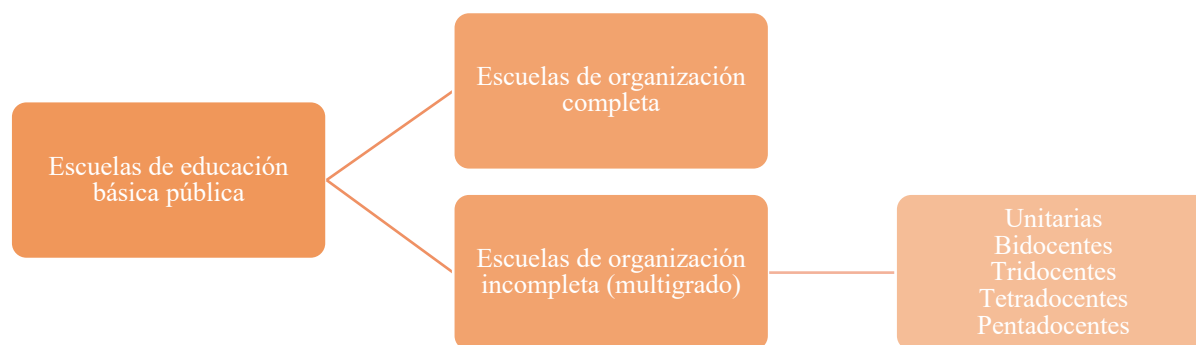 Escuelas de educación
básica pública
Escuelas de organización
completa
Escuelas de organización
incompleta (multigrado)
Unitarias
Bidocentes
Tridocentes
Tetradocentes
Pentadocentes